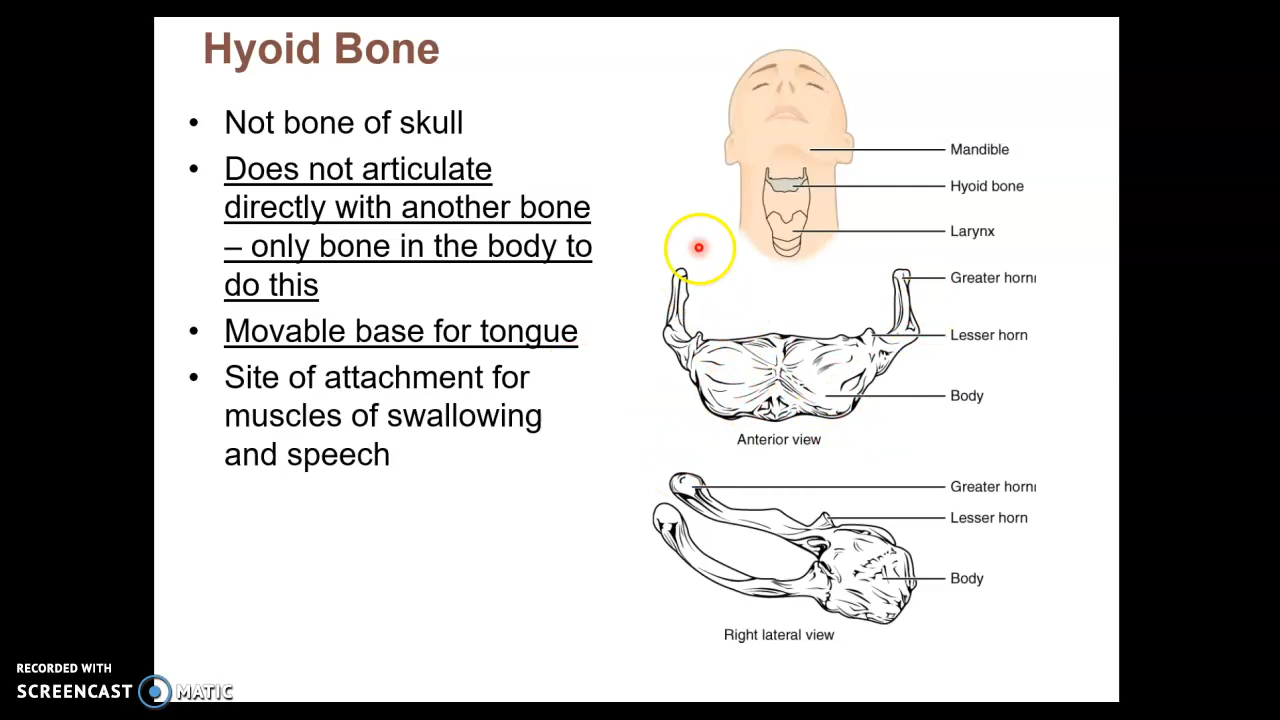 Hyoid Bone
• Not bone of skull
• Does not articulate
directly with another bone
– only bone in the body to
do this
• Movable base for tongue
• Site of attachment for
muscles of swallowing
and speech
Mandible
Hyoid bone
Larynx
Greater horn
Lesser horn
Body
Anterior view
Greater horn
Lesser horn
Body
Right lateral view
RECORDED WITH
SCREENCAST MATIC